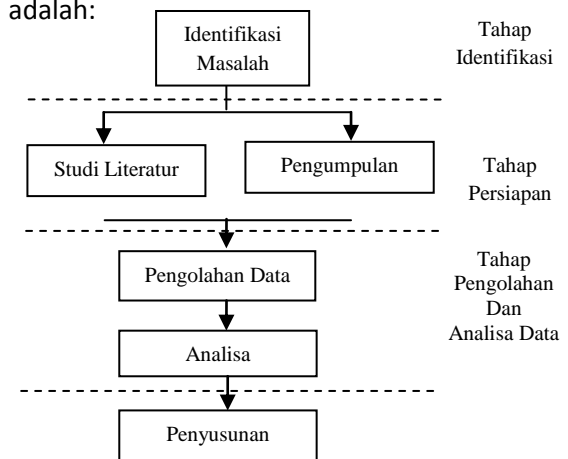 adalah:
Identifikasi
Masalah
Tahap
Identifikasi
Studi Literatur
Pengumpulan
Tahap
Persiapan
Pengolahan Data
Tahap
Pengolahan
Dan
Analisa Data
Analisa
Penyusunan